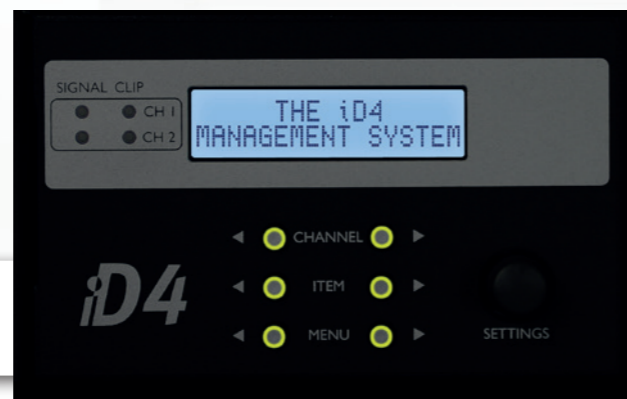 SIGNAL CLIP
CH 1
CH 2
THE iD4
MANAGEMENT SYSTEM
CHANNEL
ITEM
MENU
iD4
SETTINGS